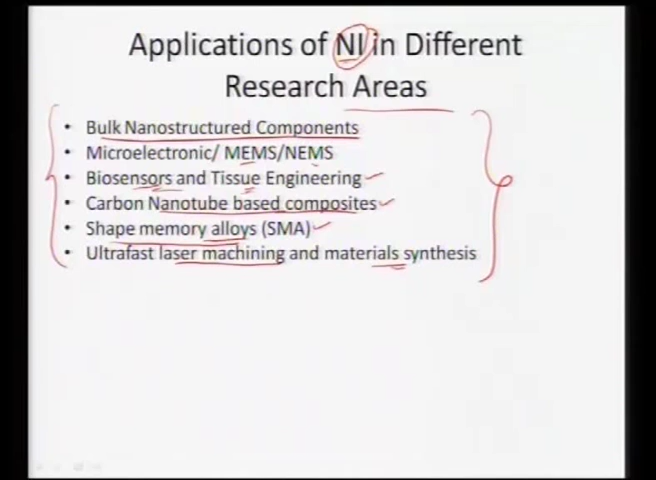 Applications of NI in Different
Research Areas
• Bulk Nanostructured Components
• Microelectronic/ MEMS/NEMS
• Biosensors and Tissue Engineering
• Carbon Nanotube based composites
• Shape memory alloys (SMA)
• Ultrafast laser machining and materials synthesis